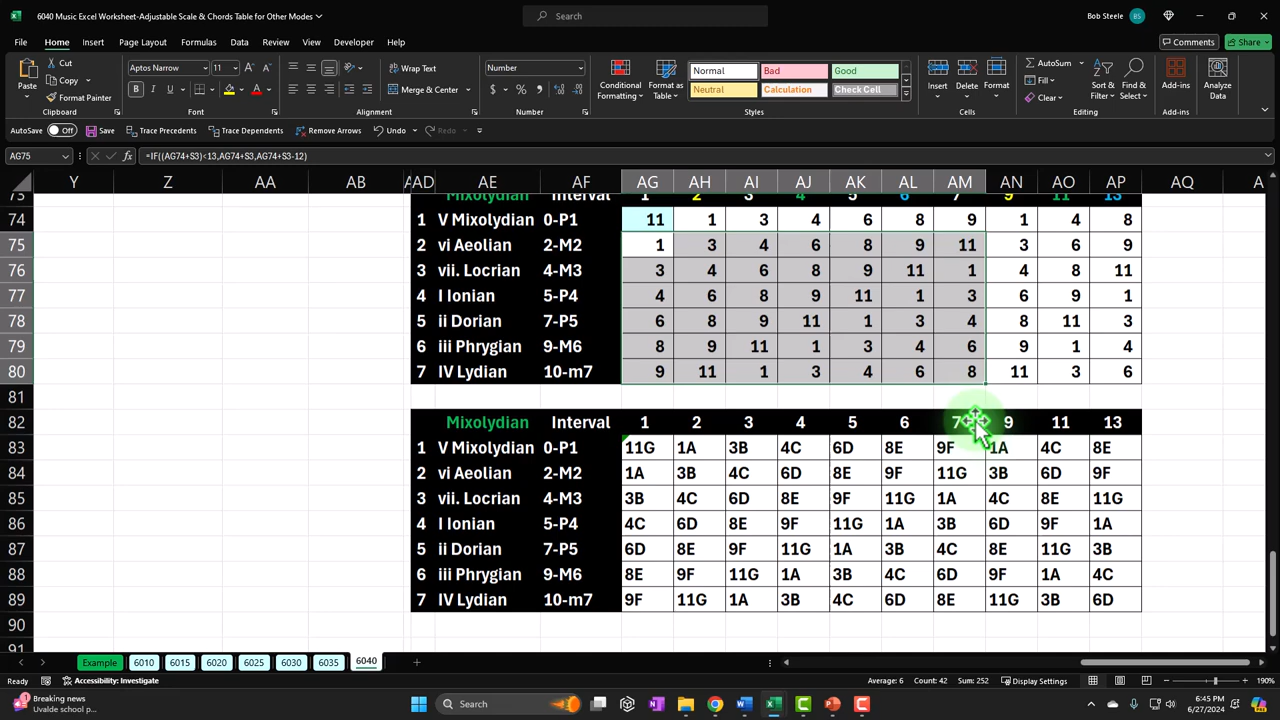 6040 Music Excel Worksheet-Adjustable Scale & Chords Table for Other Modes
Search
Bob Steele
BS
File Home Insert Draw Page Layout Formulas Data Review View Developer Help
Comments Share
Paste Cut Copy Format Painter
Clipboard
Aptos Narrow 11
B I U
Font
Wrap Text
Merge & Center
Alignment
Number
$ % ,
Number
Conditional Formatting Format as Table
Normal Bad Good
Neutral Calculation Check Cell
Styles
Insert Delete Format
Cells
AutoSum Fill Clear
Sort & Filter Find & Select
Editing
Add-ins
Add-ins
Analyze Data
AutoSave Off Save Trace Precedents Trace Dependents Remove Arrows Undo
AG75 fx =IF((AG74+S3)<13,AG74+S3,AG74+S3-12)
Y Z AA AB AD AE AF AG AH AI AJ AK AL AM AN AO AP AQ
73 Mixolydian Interval 1 2 3 4 5 6 7 9 11 13
74 1 V Mixolydian 0-P1 11 1 3 4 6 8 9 1 4 8
75 2 vi Aeolian 2-M2 1 3 4 6 8 9 11 3 6 9
76 3 vii. Locrian 4-M3 3 4 6 8 9 11 1 4 8 11
77 4 I Ionian 5-P4 4 6 8 9 11 1 3 6 9 1
78 5 ii Dorian 7-P5 6 8 9 11 1 3 4 8 11 3
79 6 iii Phrygian 9-M6 8 9 11 1 3 4 6 9 1 4
80 7 IV Lydian 10-m7 9 11 1 3 4 6 8 11 3 6
81
82 Mixolydian Interval 1 2 3 4 5 6 7 9 11 13
83 1 V Mixolydian 0-P1 11G 1A 3B 4C 6D 8E 9F 1A 4C 8E
84 2 vi Aeolian 2-M2 1A 3B 4C 6D 8E 9F 11G 3B 6D 9F
85 3 vii. Locrian 4-M3 3B 4C 6D 8E 9F 11G 1A 4C 8E 11G
86 4 I Ionian 5-P4 4C 6D 8E 9F 11G 1A 3B 6D 9F 1A
87 5 ii Dorian 7-P5 6D 8E 9F 11G 1A 3B 4C 8E 11G 3B
88 6 iii Phrygian 9-M6 8E 9F 11G 1A 3B 4C 6D 9F 1A 4C
89 7 IV Lydian 10-m7 9F 11G 1A 3B 4C 6D 8E 11G 3B 6D
90
91
Example 6010 6015 6020 6025 6030 6035 6040
Ready Accessibility: Investigate Average: 6 Count: 42 Sum: 252 Display Settings 190%
Breaking news
Uvalde school p...
Search
6:45 PM
6/27/2024